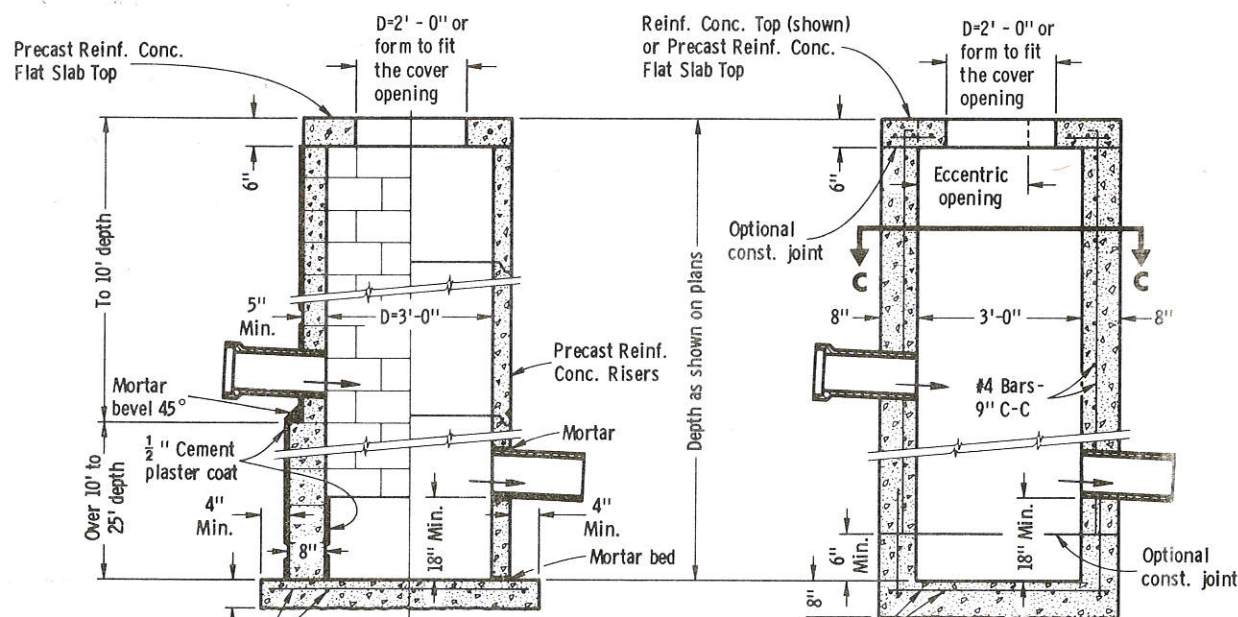 D=2' - 0" or
form to fit
the cover
opening
Precast Reinf. Conc.
Flat Slab Top
6"
To 10' depth
5"
Min.
D=3'-0"
Precast Reinf.
Conc. Risers
Mortar
bevel 45°
1/2" Cement
plaster coat
Mortar
Over 10' to
25' depth
4"
Min.
8"
18" Min.
4"
Min.
Mortar bed
Depth as shown on plans
Reinf. Conc. Top (shown)
or Precast Reinf. Conc.
Flat Slab Top
D=2' - 0" or
form to fit
the cover
opening
6"
Eccentric
opening
Optional
const. joint
C
C
8"
3'-0"
8"
#4 Bars-
9" C-C
6"
Min.
18" Min.
Optional
const. joint
8"